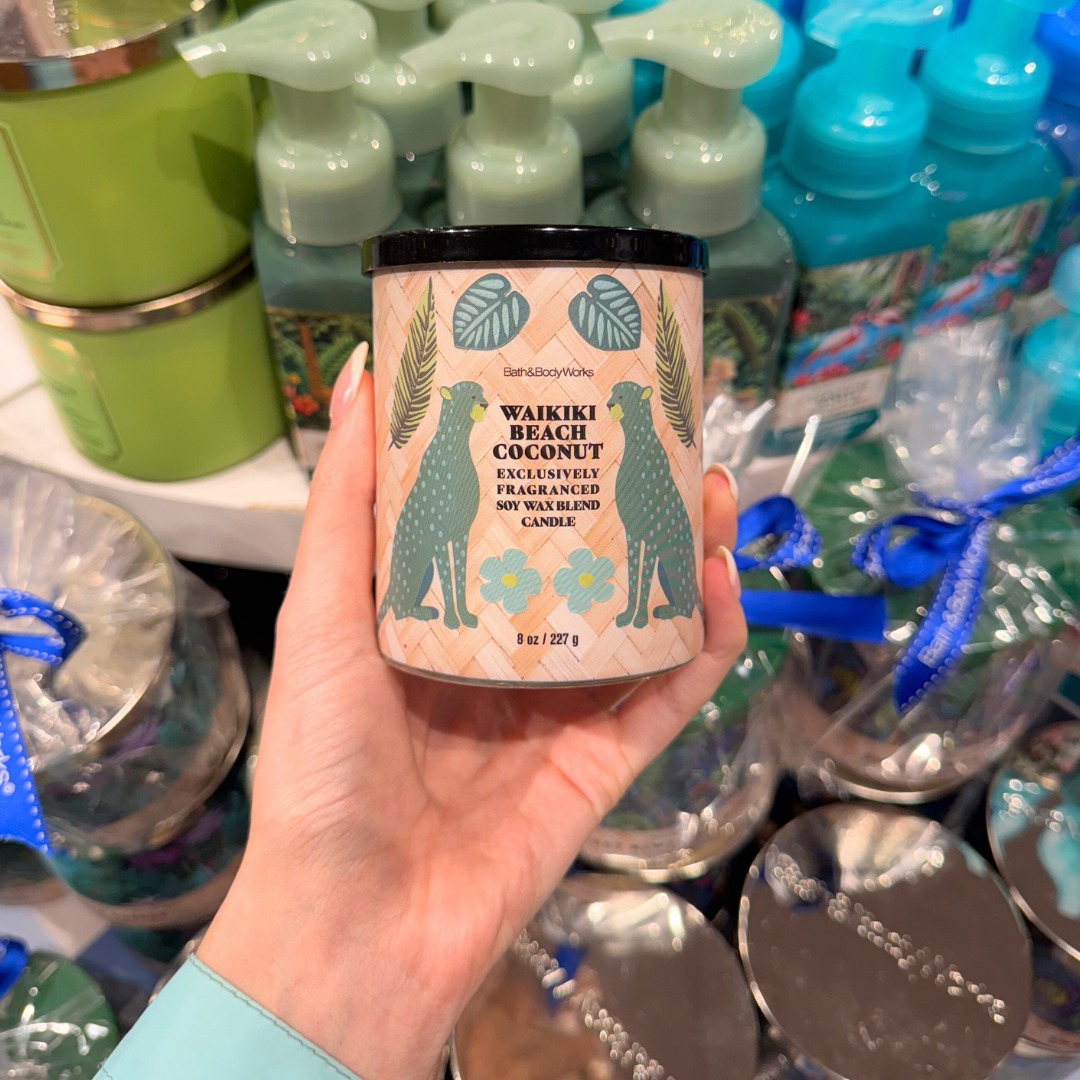 Bath&BodyWorks
WAIKIKI
BEACH
COCONUT
EXCLUSIVELY
FRAGRANCED
SOY WAX BLEND
CANDLE
8 oz / 227 g